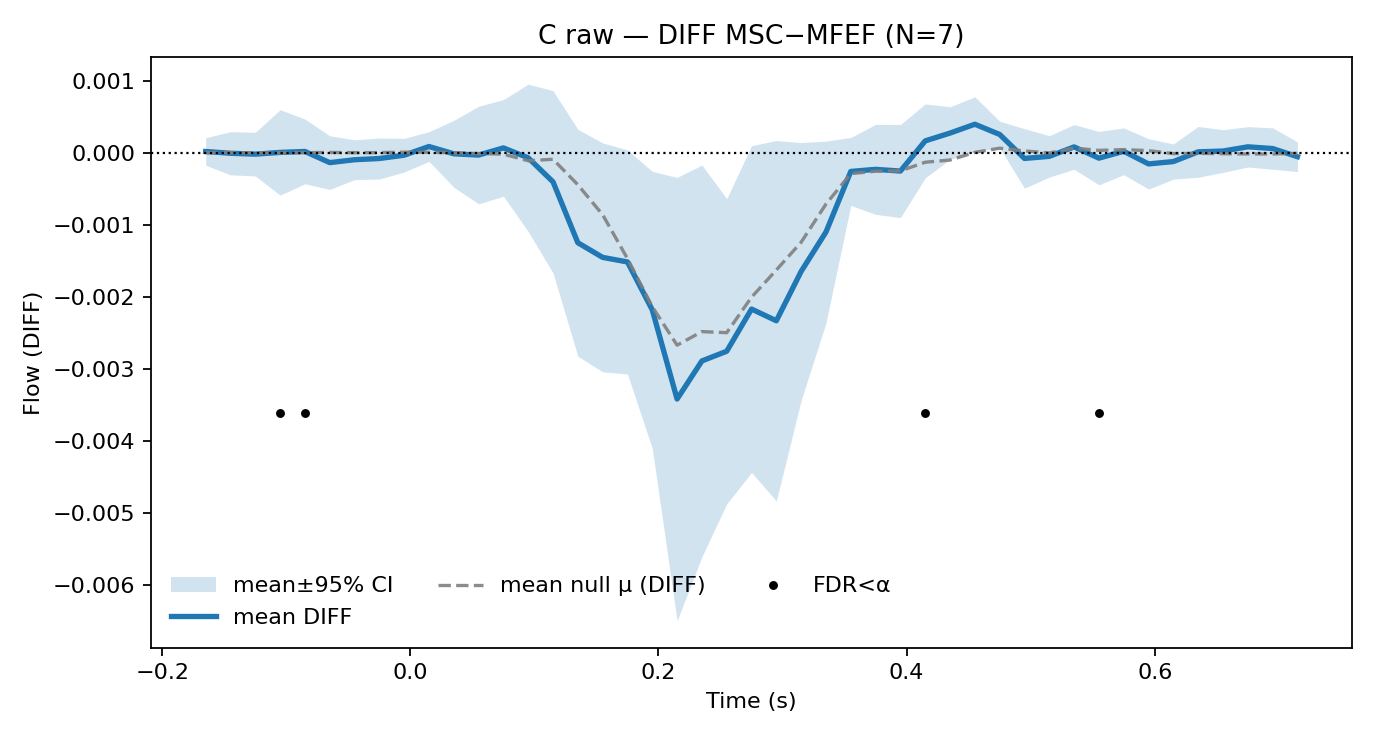 C raw — DIFF MSC−MFEF (N=7)
0.001
0.000
−0.001
−0.002
−0.003
−0.004
−0.005
−0.006
Flow (DIFF)
mean±95% CI
mean DIFF
mean null μ (DIFF)
FDR<α
−0.2
0.0
0.2
0.4
0.6
Time (s)